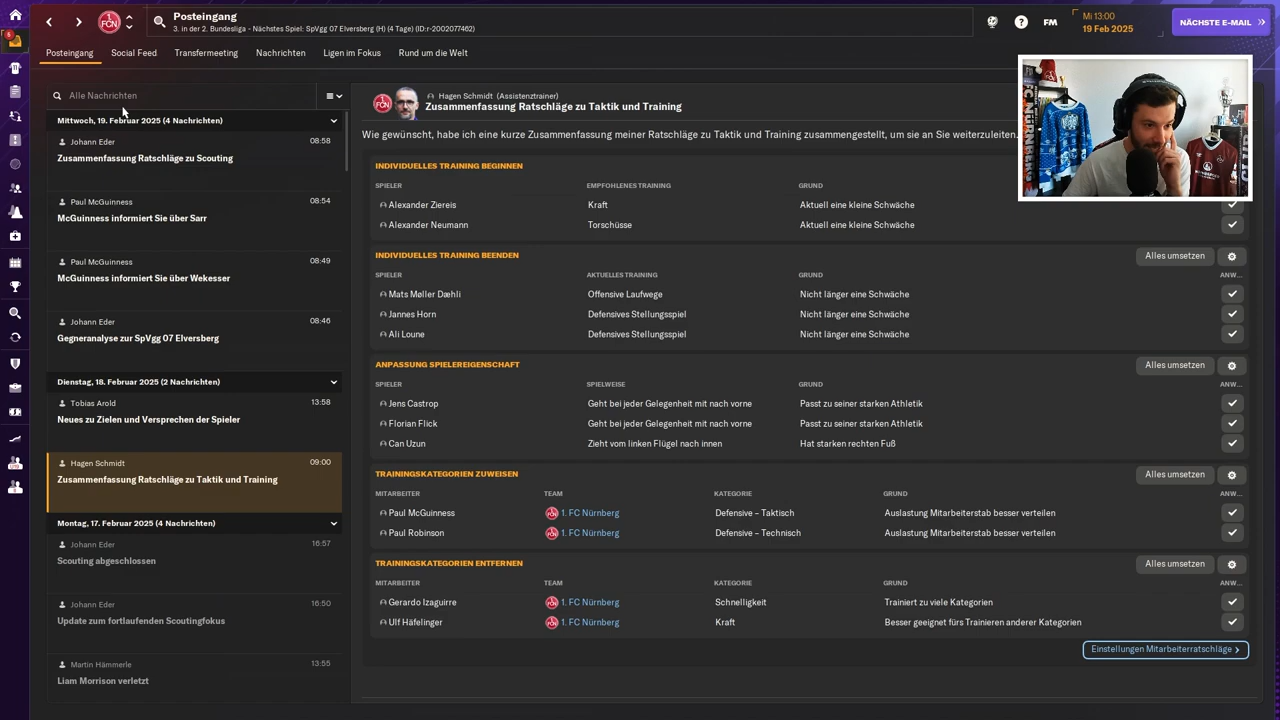 Posteingang
3. in der 2. Bundesliga - Nächstes Spiel: SpVgg 07 Elversberg (H) (4 Tage) (ID:r-2002077462)
FM
Mi 13:00
19 Feb 2025
NÄCHSTE E-MAIL
Posteingang
Social Feed
Transfermeeting
Nachrichten
Ligen im Fokus
Rund um die Welt
Alle Nachrichten
Mittwoch, 19. Februar 2025 (4 Nachrichten)
Johann Eder 08:58
Zusammenfassung Ratschläge zu Scouting
Paul McGuinness 08:54
McGuinness informiert Sie über Sarr
Paul McGuinness 08:49
McGuinness informiert Sie über Wekesser
Johann Eder 08:46
Gegneranalyse zur SpVgg 07 Elversberg
Dienstag, 18. Februar 2025 (2 Nachrichten)
Tobias Arold 13:58
Neues zu Zielen und Versprechen der Spieler
Hagen Schmidt 09:00
Zusammenfassung Ratschläge zu Taktik und Training
Montag, 17. Februar 2025 (4 Nachrichten)
Johann Eder 16:57
Scouting abgeschlossen
Johann Eder 16:50
Update zum fortlaufenden Scoutingfokus
Martin Hämmerle 13:55
Liam Morrison verletzt
Hagen Schmidt (Assistenztrainer)
Zusammenfassung Ratschläge zu Taktik und Training
Wie gewünscht, habe ich eine kurze Zusammenfassung meiner Ratschläge zu Taktik und Training zusammengestellt, um sie an Sie weiterzuleiten.
INDIVIDUELLES TRAINING BEGINNEN
SPIELER EMPFOHLENES TRAINING GRUND
Alexander Ziereis Kraft Aktuell eine kleine Schwäche
Alexander Neumann Torschüsse Aktuell eine kleine Schwäche
INDIVIDUELLES TRAINING BEENDEN Alles umsetzen
SPIELER AKTUELLES TRAINING GRUND ANW...
Mats Møller Dæhli Offensive Laufwege Nicht länger eine Schwäche
Jannes Horn Defensives Stellungsspiel Nicht länger eine Schwäche
Ali Loune Defensives Stellungsspiel Nicht länger eine Schwäche
ANPASSUNG SPIELEREIGENSCHAFT Alles umsetzen
SPIELER SPIELWEISE GRUND ANW...
Jens Castrop Geht bei jeder Gelegenheit mit nach vorne Passt zu seiner starken Athletik
Florian Flick Geht bei jeder Gelegenheit mit nach vorne Passt zu seiner starken Athletik
Can Uzun Zieht vom linken Flügel nach innen Hat starken rechten Fuß
TRAININGSKATEGORIEN ZUWEISEN Alles umsetzen
MITARBEITER TEAM KATEGORIE GRUND ANW...
Paul McGuinness 1. FC Nürnberg Defensive – Taktisch Auslastung Mitarbeiterstab besser verteilen
Paul Robinson 1. FC Nürnberg Defensive – Technisch Auslastung Mitarbeiterstab besser verteilen
TRAININGSKATEGORIEN ENTFERNEN Alles umsetzen
MITARBEITER TEAM KATEGORIE GRUND ANW...
Gerardo Izaguirre 1. FC Nürnberg Schnelligkeit Trainiert zu viele Kategorien
Ulf Häfelinger 1. FC Nürnberg Kraft Besser geeignet fürs Trainieren anderer Kategorien
Einstellungen Mitarbeiterratschläge